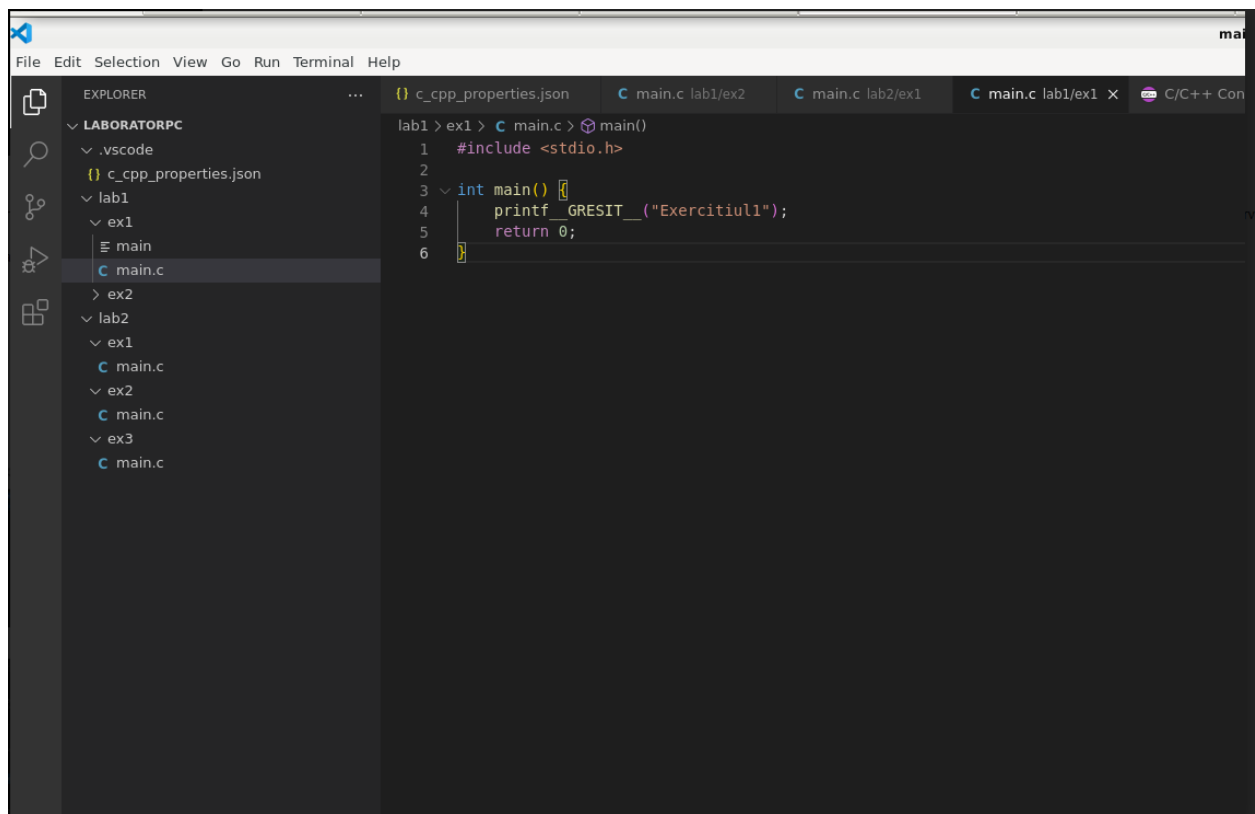 mai
File Edit Selection View Go Run Terminal Help
EXPLORER ...
LABORATORPC
.vscode
{} c_cpp_properties.json
lab1
ex1
main
C main.c
ex2
lab2
ex1
C main.c
ex2
C main.c
ex3
C main.c
{} c_cpp_properties.json C main.c lab1/ex2 C main.c lab2/ex1 C main.c lab1/ex1 × C/C++ Con
lab1 > ex1 > C main.c > main()
1 #include <stdio.h>
2
3 int main() {
4 printf__GRESIT__("Exercitiul1");
5 return 0;
6 }